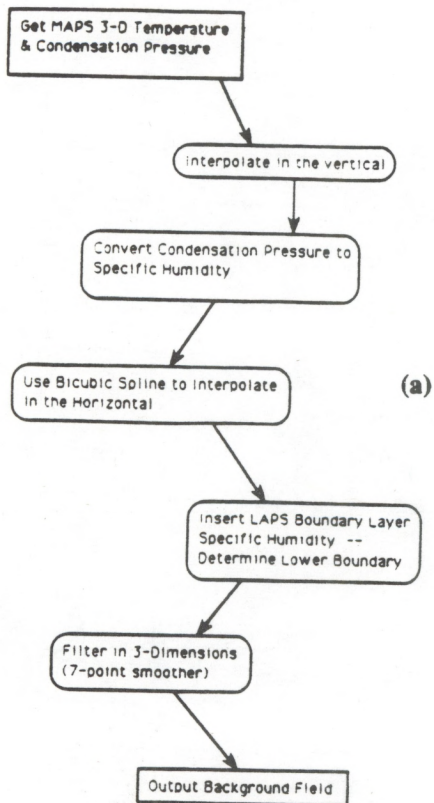 Get MAPS 3-D Temperature
& Condensation Pressure
Interpolate in the vertical
Convert Condensation Pressure to
Specific Humidity
Use Bicubic Spline to Interpolate
in the Horizontal
(a)
Insert LAPS Boundary Layer
Specific Humidity --
Determine Lower Boundary
Filter in 3-Dimensions
(7-point smoother)
Output Background Field